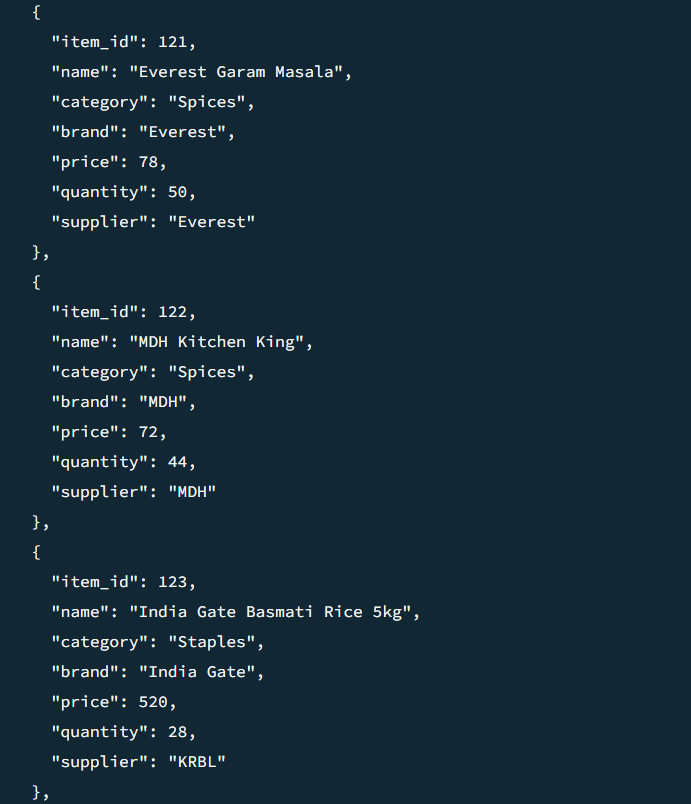 {
"item_id": 121,
"name": "Everest Garam Masala",
"category": "Spices",
"brand": "Everest",
"price": 78,
"quantity": 50,
"supplier": "Everest"
},
{
"item_id": 122,
"name": "MDH Kitchen King",
"category": "Spices",
"brand": "MDH",
"price": 72,
"quantity": 44,
"supplier": "MDH"
},
{
"item_id": 123,
"name": "India Gate Basmati Rice 5kg",
"category": "Staples",
"brand": "India Gate",
"price": 520,
"quantity": 28,
"supplier": "KRBL"
},